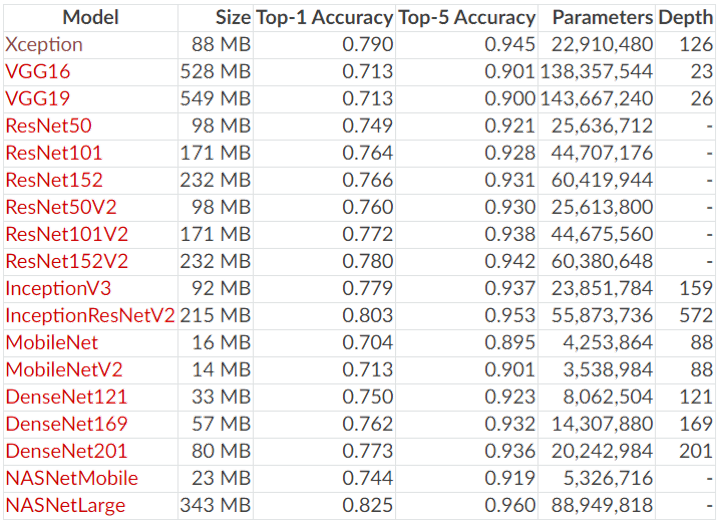 Model Size Top-1 Accuracy Top-5 Accuracy Parameters Depth
Xception 88 MB 0.790 0.945 22,910,480 126
VGG16 528 MB 0.713 0.901 138,357,544 23
VGG19 549 MB 0.713 0.900 143,667,240 26
ResNet50 98 MB 0.749 0.921 25,636,712 -
ResNet101 171 MB 0.764 0.928 44,707,176 -
ResNet152 232 MB 0.766 0.931 60,419,944 -
ResNet50V2 98 MB 0.760 0.930 25,613,800 -
ResNet101V2 171 MB 0.772 0.938 44,675,560 -
ResNet152V2 232 MB 0.780 0.942 60,380,648 -
InceptionV3 92 MB 0.779 0.937 23,851,784 159
InceptionResNetV2 215 MB 0.803 0.953 55,873,736 572
MobileNet 16 MB 0.704 0.895 4,253,864 88
MobileNetV2 14 MB 0.713 0.901 3,538,984 88
DenseNet121 33 MB 0.750 0.923 8,062,504 121
DenseNet169 57 MB 0.762 0.932 14,307,880 169
DenseNet201 80 MB 0.773 0.936 20,242,984 201
NASNetMobile 23 MB 0.744 0.919 5,326,716 -
NASNetLarge 343 MB 0.825 0.960 88,949,818 -